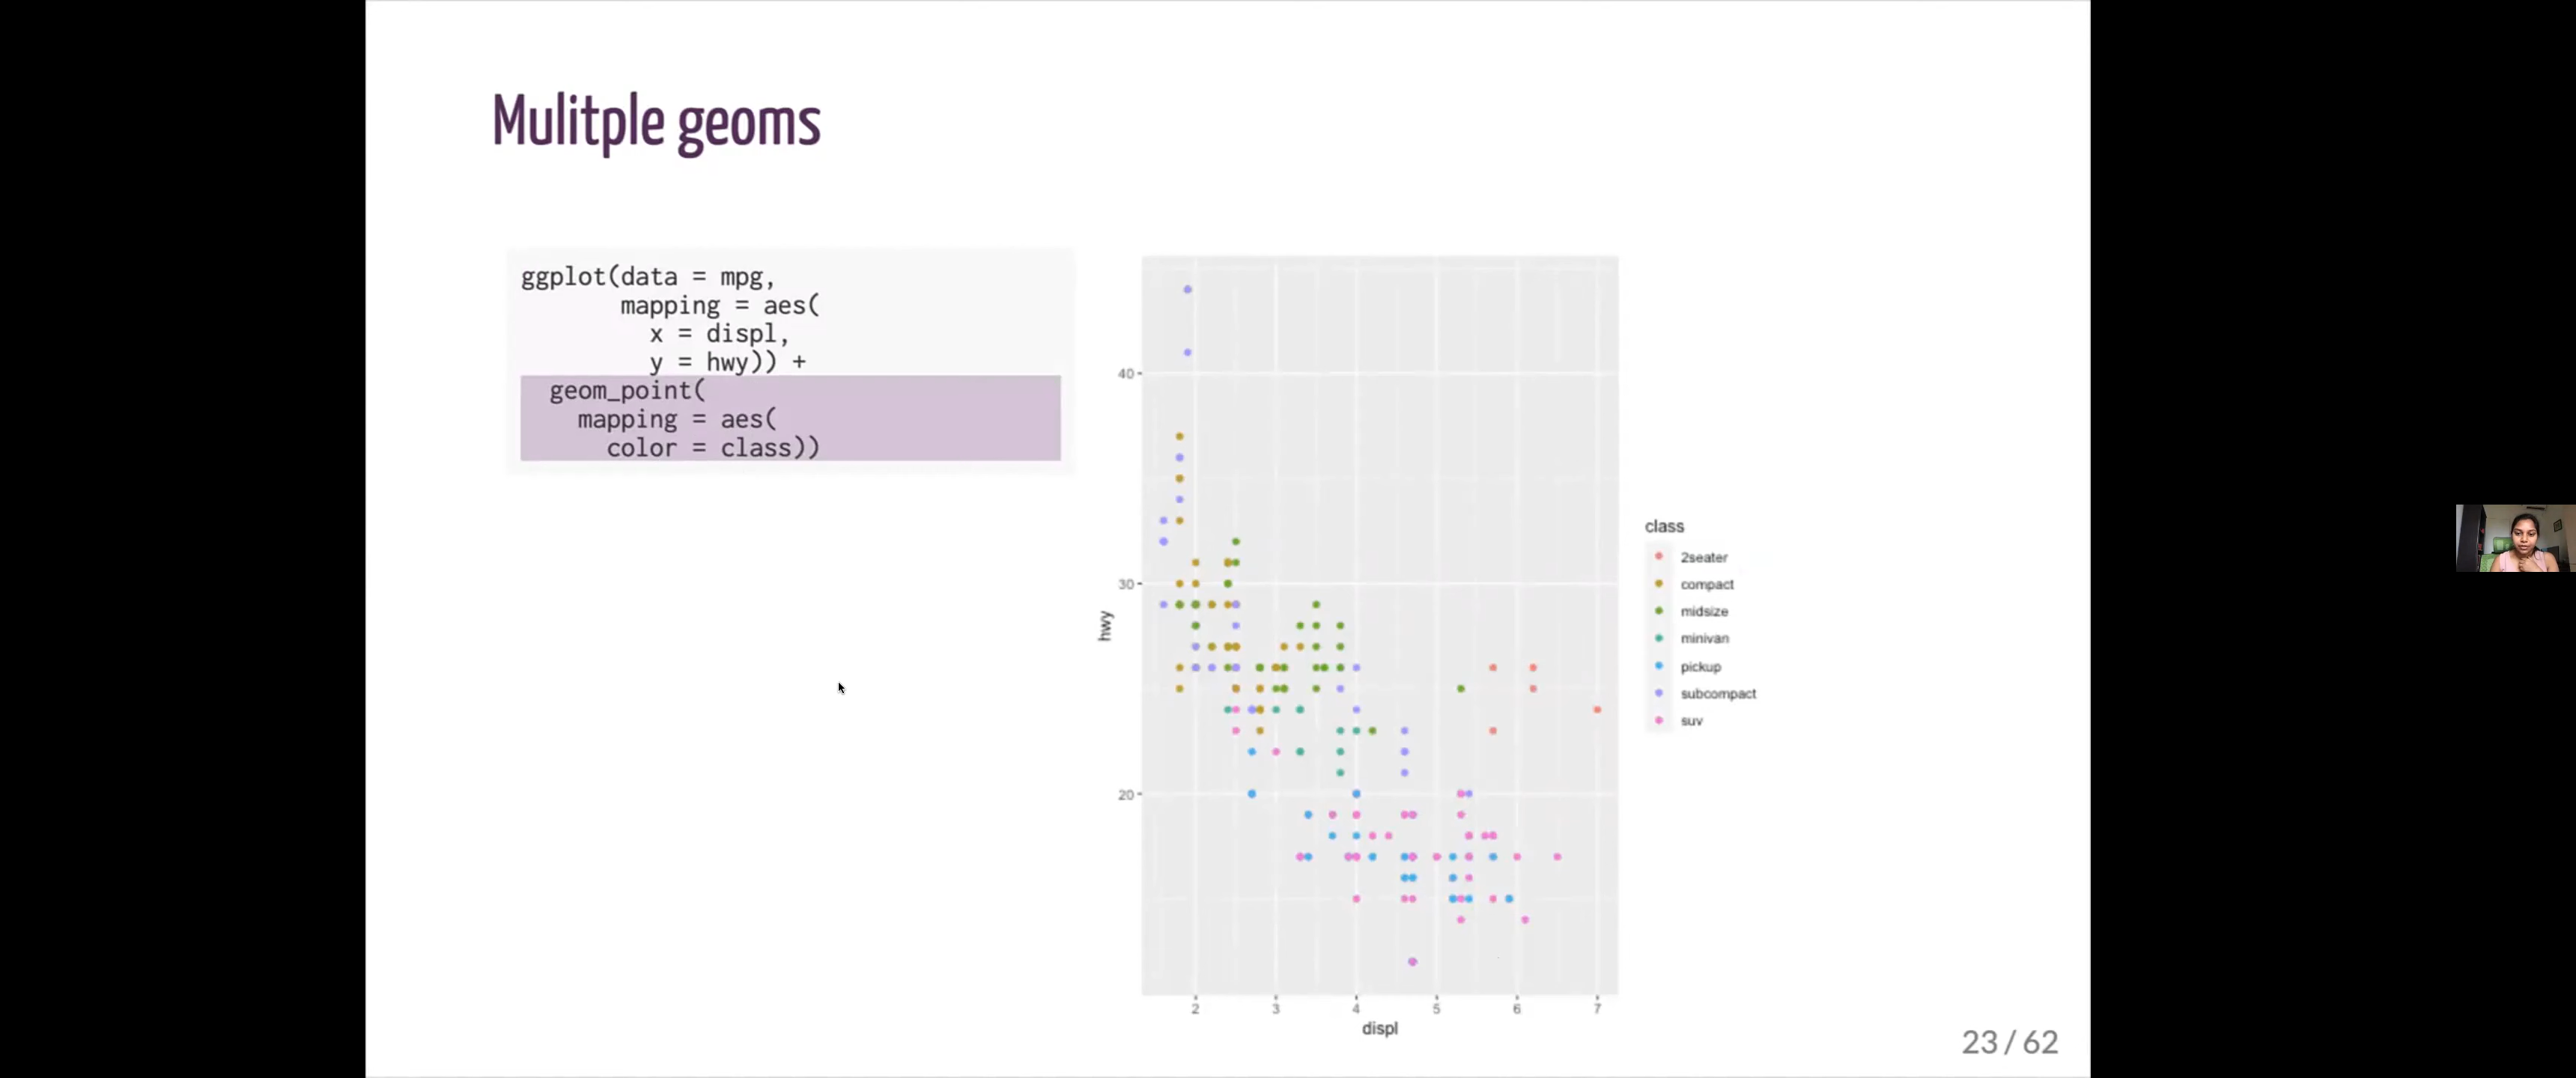 Mulitple geoms
ggplot(data = mpg,
       mapping = aes(
         x = displ,
         y = hwy)) +
  geom_point(
    mapping = aes(
      color = class))
40
30
20
hwy
2 3 4 5 6 7
displ
class
2seater
compact
midsize
minivan
pickup
subcompact
suv
23 / 62